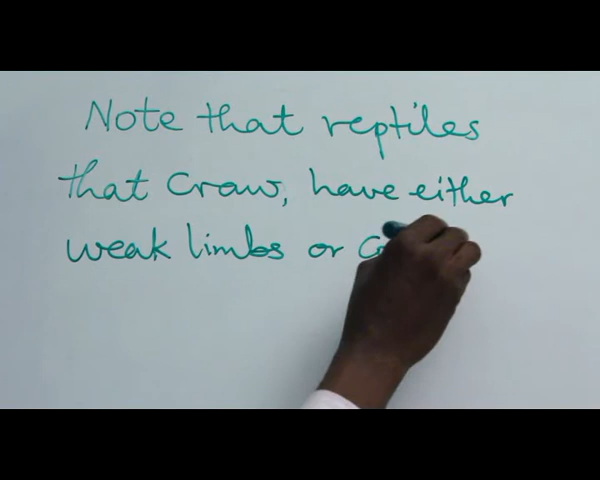 Note that reptiles
that craw, have either
weak limbs or